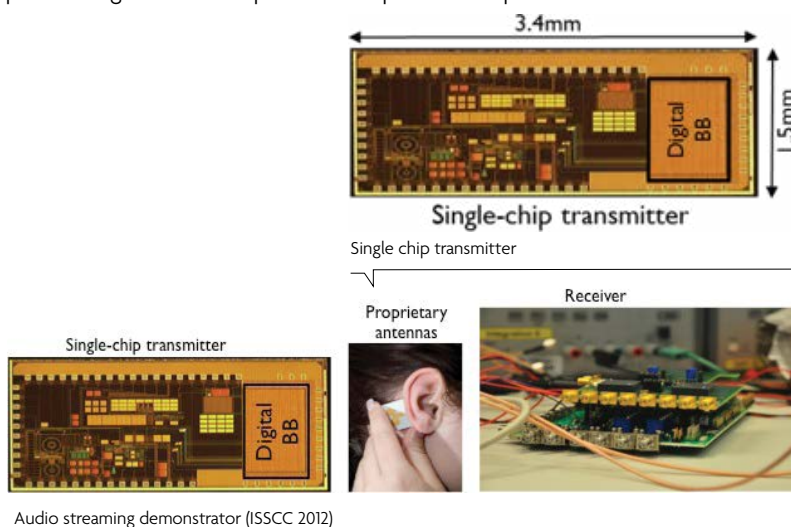 3.4mm
1.5mm
Digital
BB
Single-chip transmitter
Single chip transmitter
Proprietary
antennas
Receiver
Single-chip transmitter
Digital
BB
Audio streaming demonstrator (ISSCC 2012)